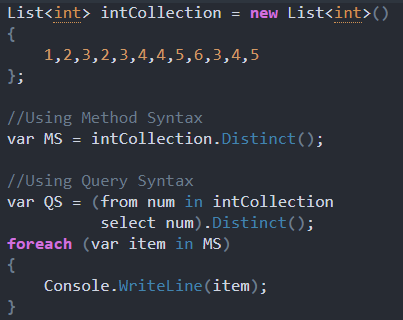 List<int> intCollection = new List<int>()
{
    1,2,3,2,3,4,4,5,6,3,4,5
};
//Using Method Syntax
var MS = intCollection.Distinct();
//Using Query Syntax
var QS = (from num in intCollection
          select num).Distinct();
foreach (var item in MS)
{
    Console.WriteLine(item);
}